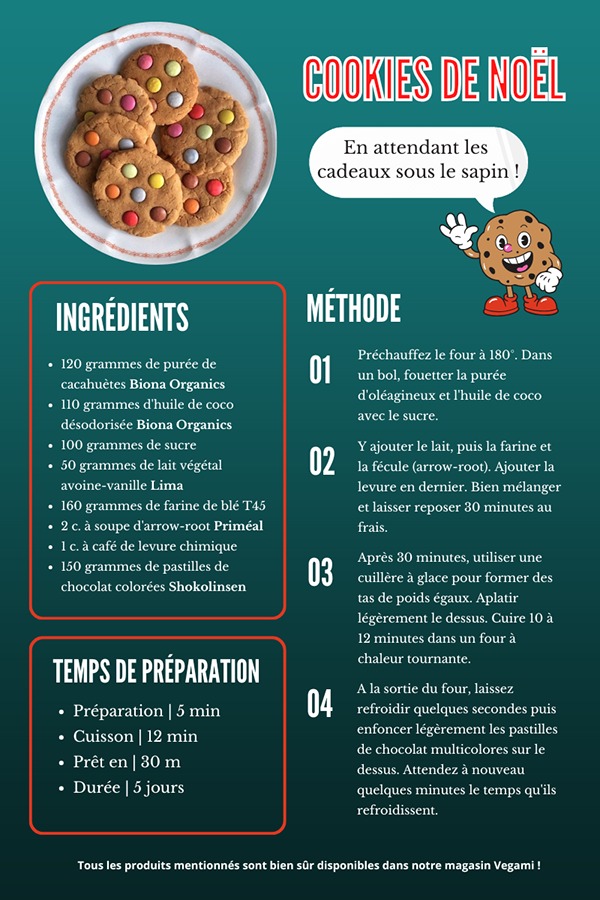 COOKIES DE NOËL
En attendant les
cadeaux sous le sapin !
INGRÉDIENTS
• 120 grammes de purée de
cacahuètes Biona Organics
• 110 grammes d'huile de coco
désodorisée Biona Organics
• 100 grammes de sucre
• 50 grammes de lait végétal
avoine-vanille Lima
• 160 grammes de farine de blé T45
• 2 c. à soupe d'arrow-root Priméal
• 1 c. à café de levure chimique
• 150 grammes de pastilles de
chocolat colorées Shokolinsen
TEMPS DE PRÉPARATION
• Préparation | 5 min
• Cuisson | 12 min
• Prêt en | 30 m
• Durée | 5 jours
MÉTHODE
01
Préchauffez le four à 180°. Dans
un bol, fouetter la purée
d'oléagineux et l'huile de coco
avec le sucre.
02
Y ajouter le lait, puis la farine et
la fécule (arrow-root). Ajouter la
levure en dernier. Bien mélanger
et laisser reposer 30 minutes au
frais.
03
Après 30 minutes, utiliser une
cuillère à glace pour former des
tas de poids égaux. Aplatir
légèrement le dessus. Cuire 10 à
12 minutes dans un four à
chaleur tournante.
04
A la sortie du four, laissez
refroidir quelques secondes puis
enfoncer légèrement les pastilles
de chocolat multicolores sur le
dessus. Attendez à nouveau
quelques minutes le temps qu'ils
refroidissent.
Tous les produits mentionnés sont bien sûr disponibles dans notre magasin Vegami !